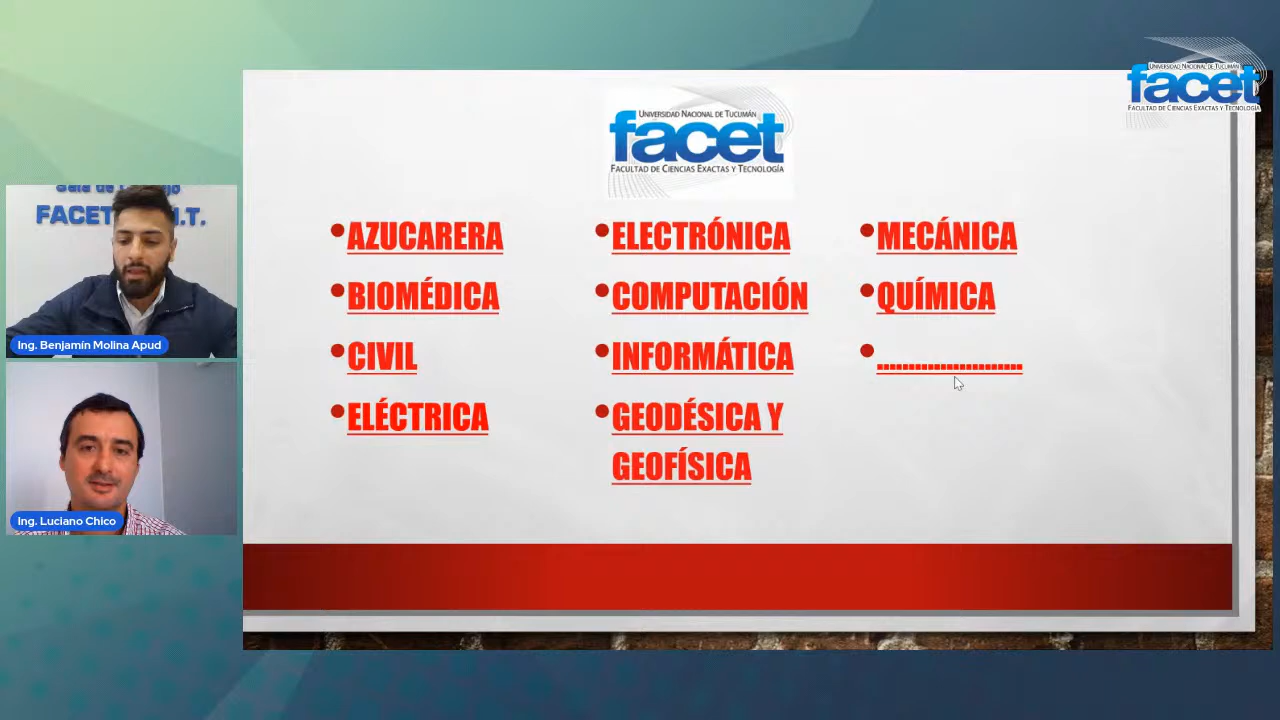 UNIVERSIDAD NACIONAL DE TUCUMÁN
facet
FACULTAD DE CIENCIAS EXACTAS Y TECNOLOGÍA
UNIVERSIDAD NACIONAL DE TUCUMÁN
facet
FACULTAD DE CIENCIAS EXACTAS Y TECNOLOGÍA
•AZUCARERA
•BIOMÉDICA
•CIVIL
•ELÉCTRICA
•ELECTRÓNICA
•COMPUTACIÓN
•INFORMÁTICA
•GEODÉSICA Y
GEOFÍSICA
•MECÁNICA
•QUÍMICA
•.......................
FACET
Ing. Benjamín Molina Apud
Ing. Luciano Chico